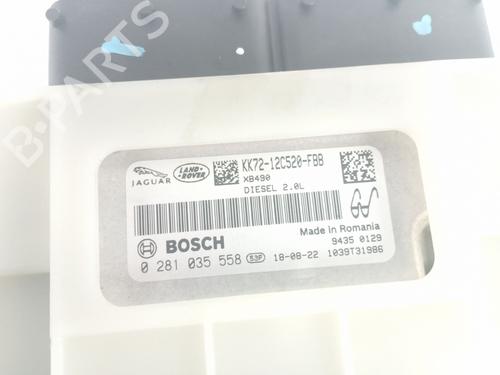 B-PARTS
JAGUAR
LAND ROVER
KK72-12C520-FBB
XB490
DIESEL 2.0L
BOSCH
Made in Romania
9435 0129
0 281 035 558 53P 18-08-22 1039T31986